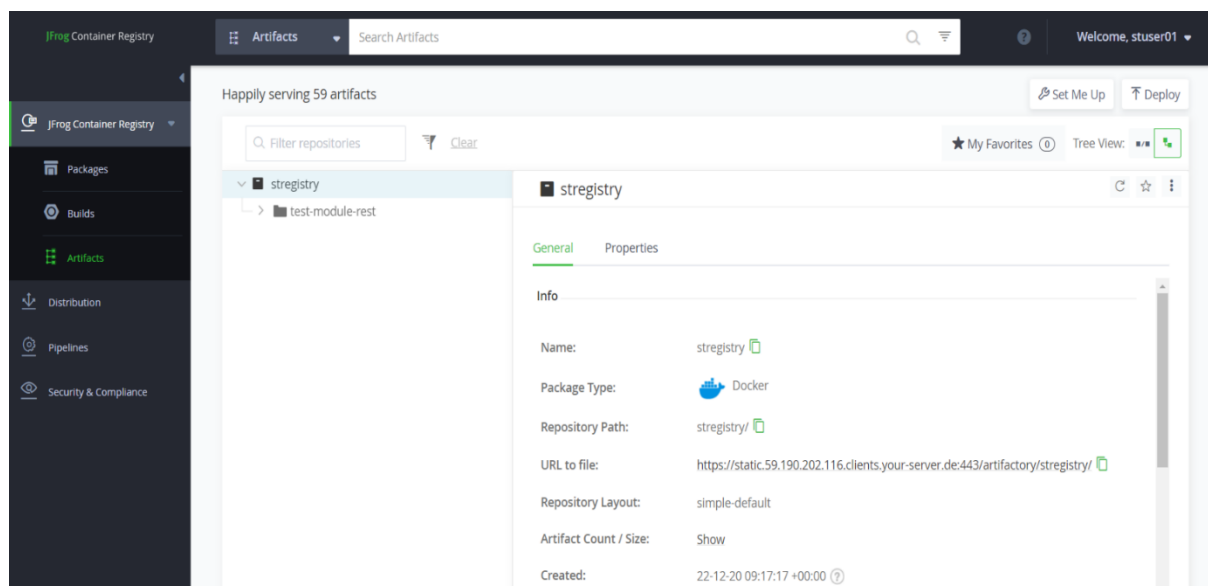 JFrog Container Registry
Artifacts
Search Artifacts
Welcome, stuser01
Happily serving 59 artifacts
Set Me Up
Deploy
JFrog Container Registry
Packages
Builds
Artifacts
Distribution
Pipelines
Security & Compliance
Filter repositories
Clear
My Favorites 0
Tree View:
stregistry
test-module-rest
stregistry
General Properties
Info
Name: stregistry
Package Type: Docker
Repository Path: stregistry/
URL to file: https://static.59.190.202.116.clients.your-server.de:443/artifactory/stregistry/
Repository Layout: simple-default
Artifact Count / Size: Show
Created: 22-12-20 09:17:17 +00:00